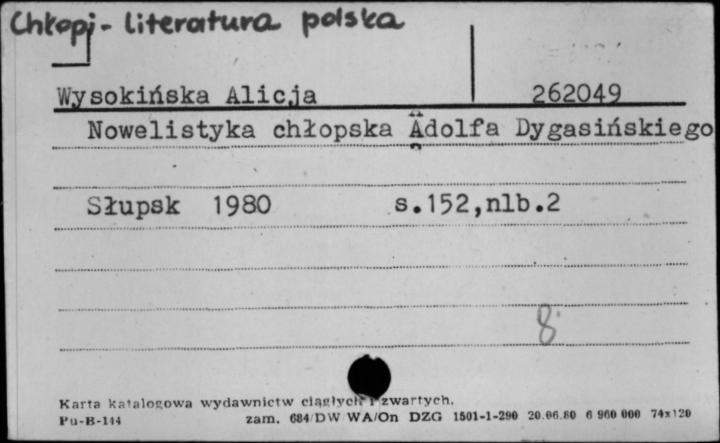 Chłopi - literatura polska
Wysokińska Alicja 262049
Nowelistyka chłopska Adolfa Dygasińskiego
Słupsk 1980 s.152,nlb.2
8
Karta katalogowa wydawnictw ciągłych i zwartych.
Pu-B-144 zam. 684/DW WA/On DZG 1501-1-290 20.06.80 6 960 000 74x120